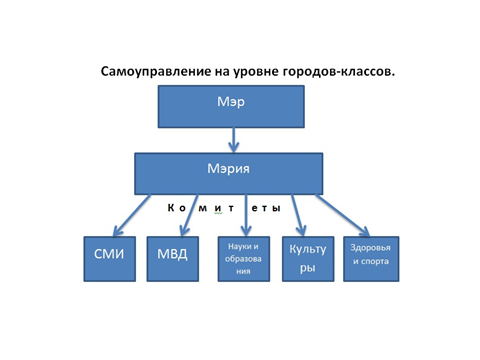 Самоуправление на уровне городов-классов.
Мэр
Мэрия
К о м и т е т ы
СМИ
МВД
Науки и
образова
ния
Культу
ры
Здоровья
и спорта